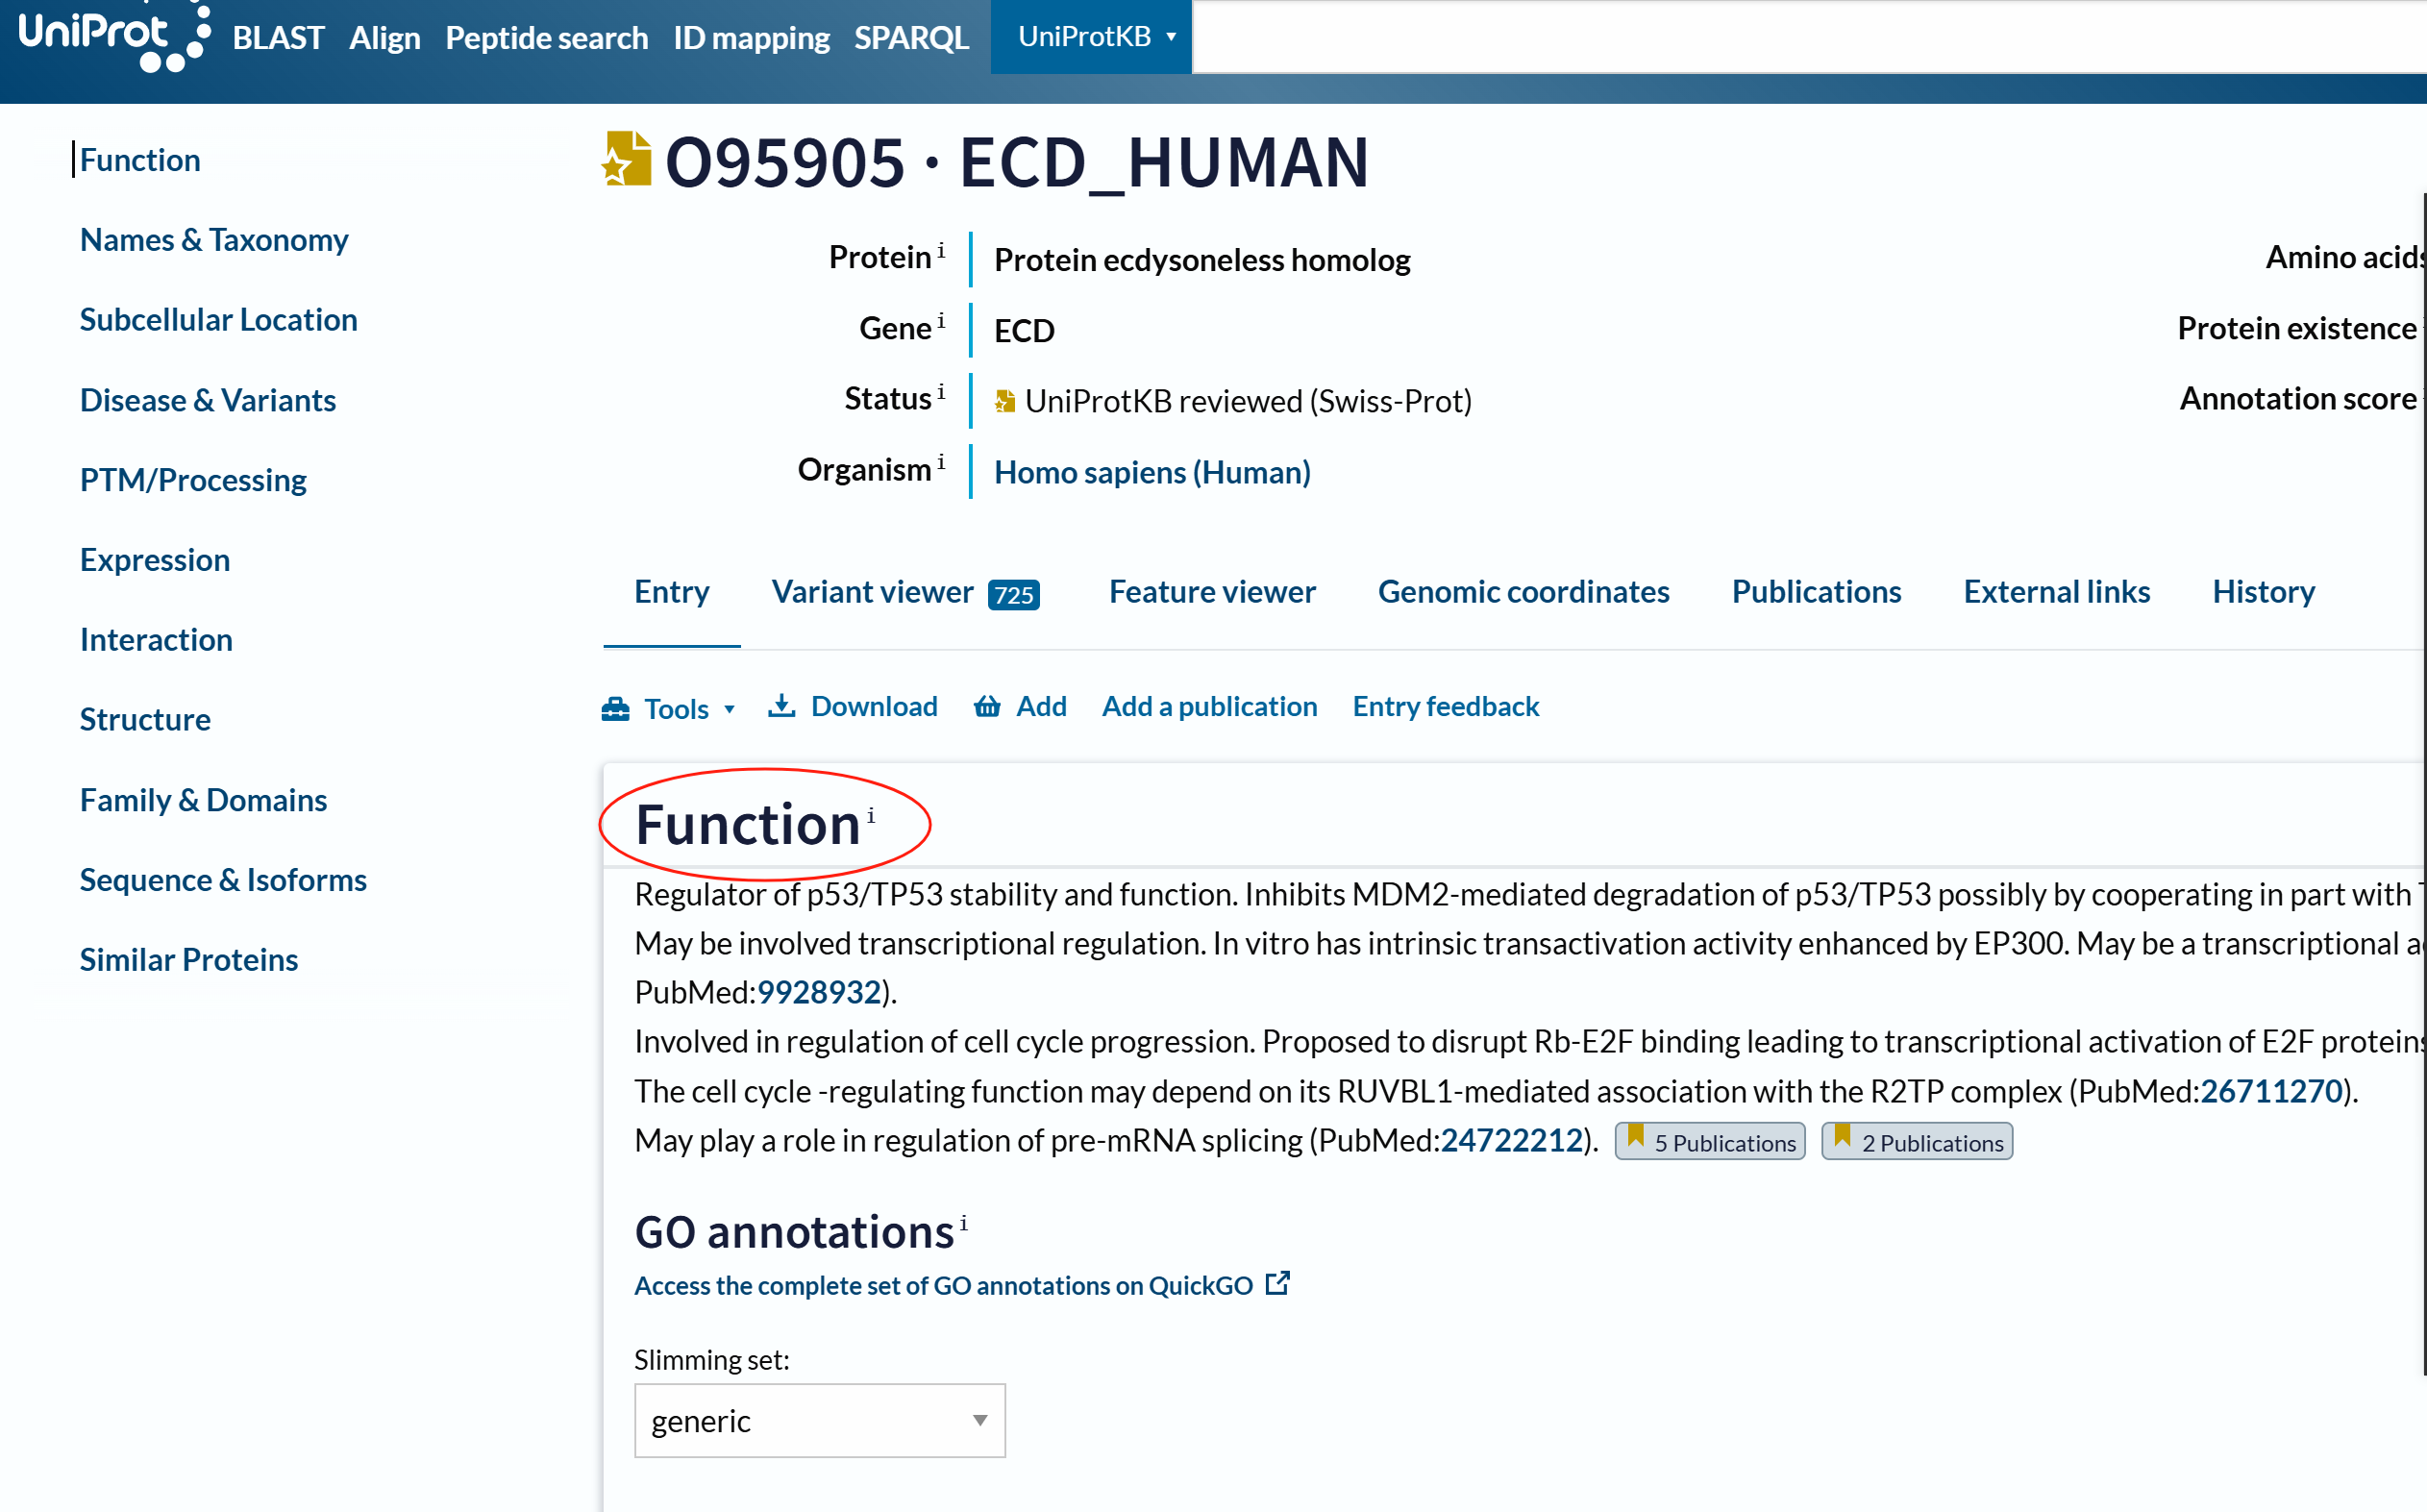 UniProt BLAST Align Peptide search ID mapping SPARQL UniProtKB
Function
Names & Taxonomy
Subcellular Location
Disease & Variants
PTM/Processing
Expression
Interaction
Structure
Family & Domains
Sequence & Isoforms
Similar Proteins
O95905 · ECD_HUMAN
Protein i Protein ecdysoneless homolog Amino acids
Gene i ECD Protein existence
Status i UniProtKB reviewed (Swiss-Prot) Annotation score
Organism i Homo sapiens (Human)
Entry Variant viewer 725 Feature viewer Genomic coordinates Publications External links History
Tools Download Add Add a publication Entry feedback
Function i
Regulator of p53/TP53 stability and function. Inhibits MDM2-mediated degradation of p53/TP53 possibly by cooperating in part with
May be involved transcriptional regulation. In vitro has intrinsic transactivation activity enhanced by EP300. May be a transcriptional
PubMed:9928932).
Involved in regulation of cell cycle progression. Proposed to disrupt Rb-E2F binding leading to transcriptional activation of E2F proteins
The cell cycle -regulating function may depend on its RUVBL1-mediated association with the R2TP complex (PubMed:26711270).
May play a role in regulation of pre-mRNA splicing (PubMed:24722212). 5 Publications 2 Publications
GO annotations i
Access the complete set of GO annotations on QuickGO
Slimming set:
generic